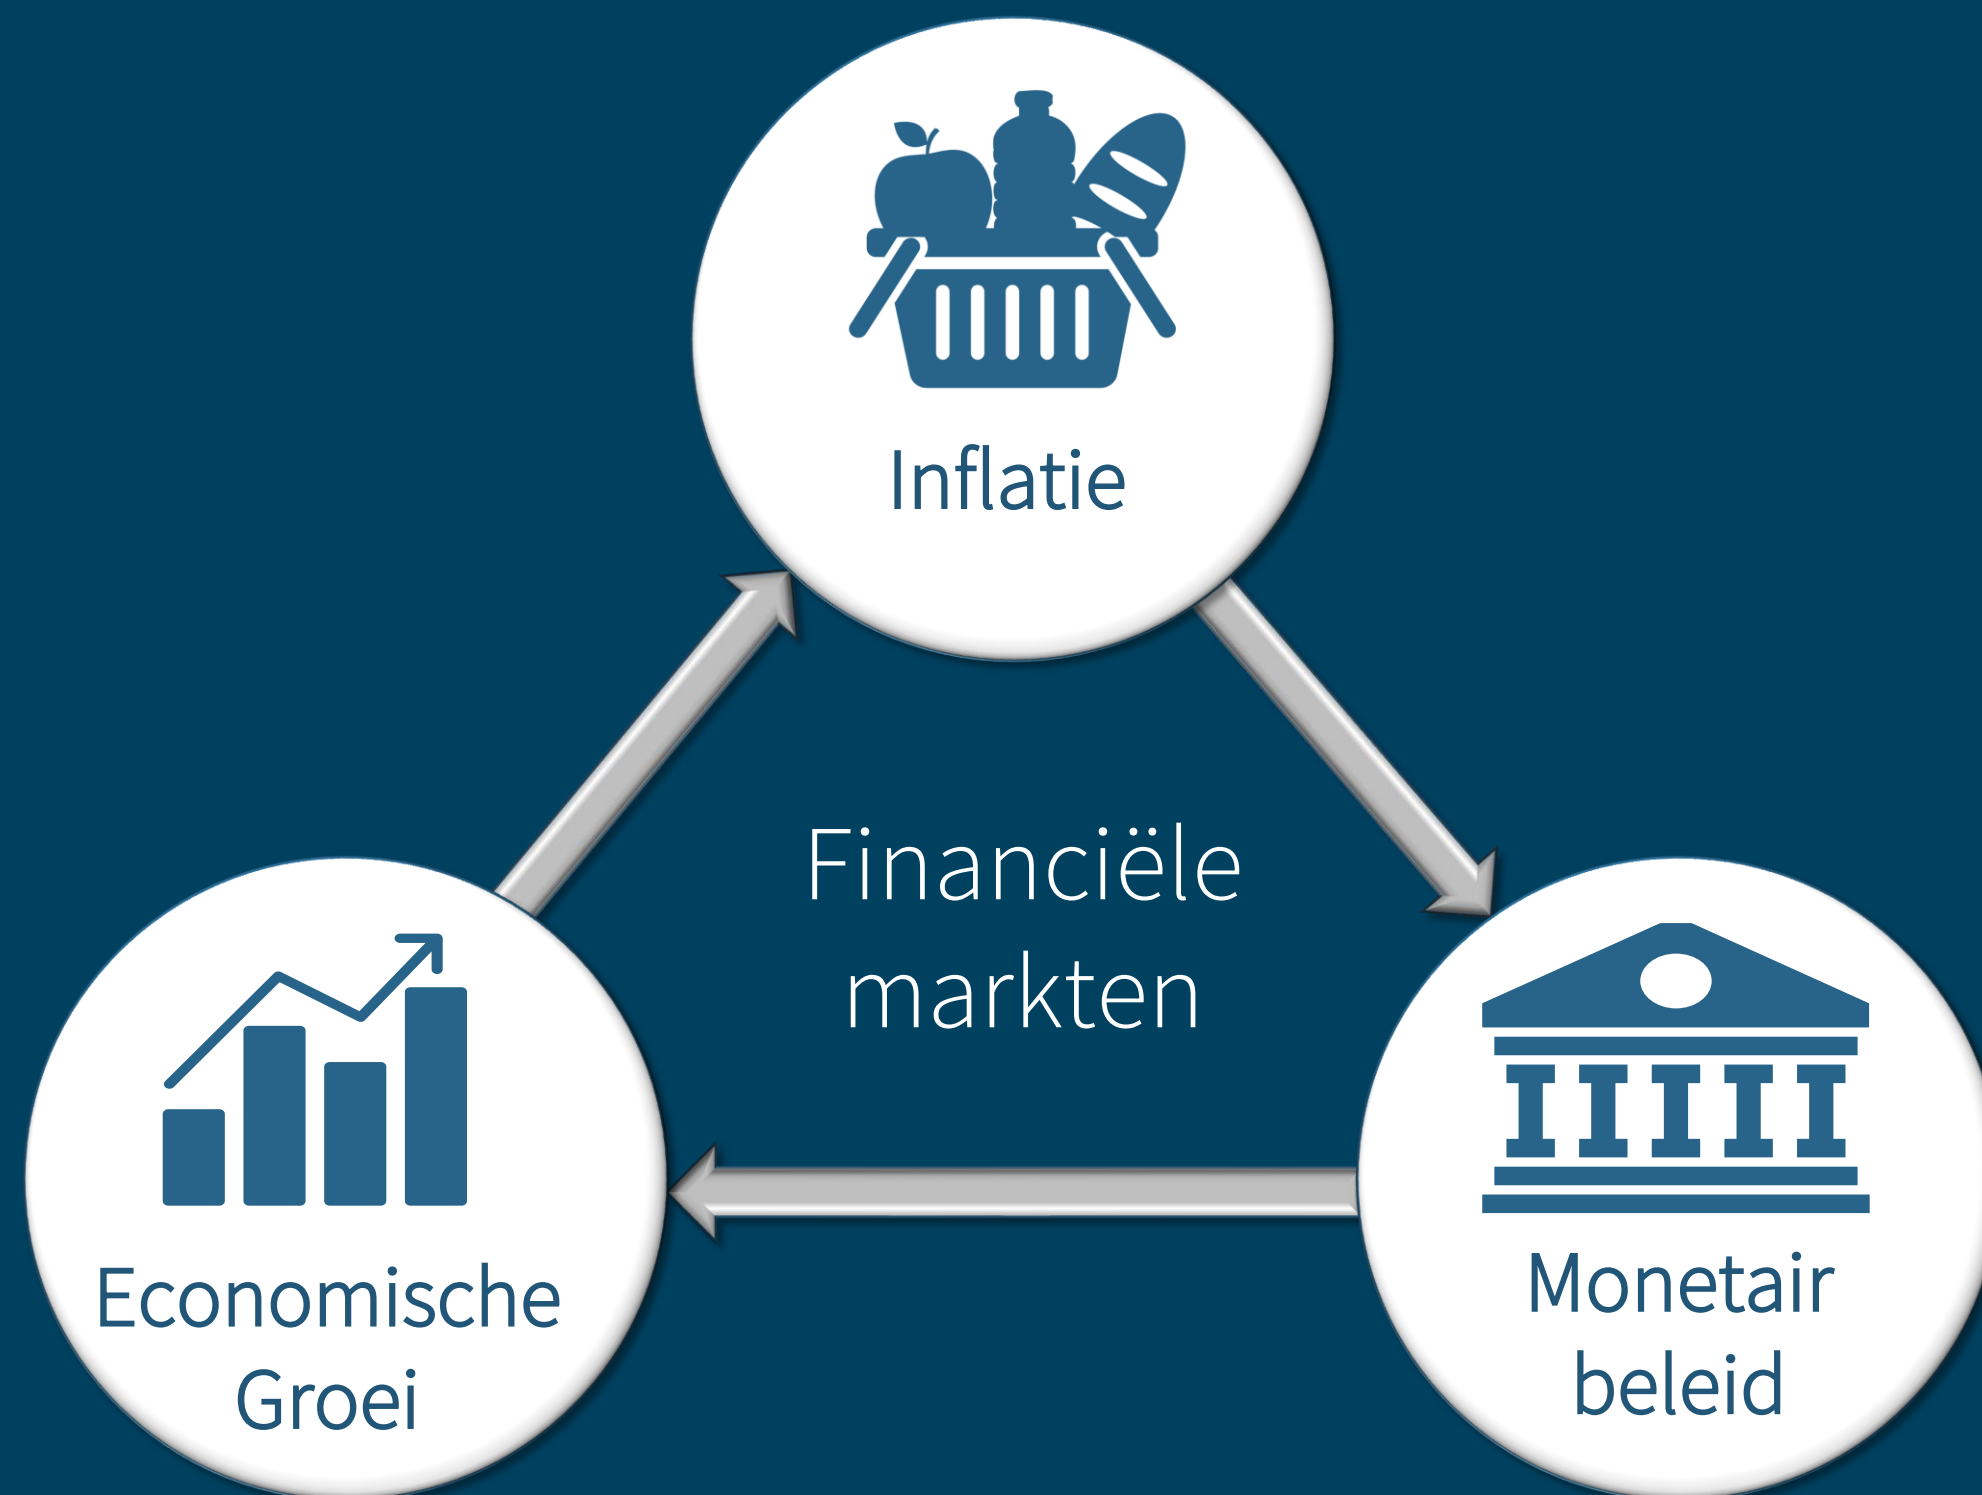 Inflatie
Financiële
markten
Economische
Groei
Monetair
beleid